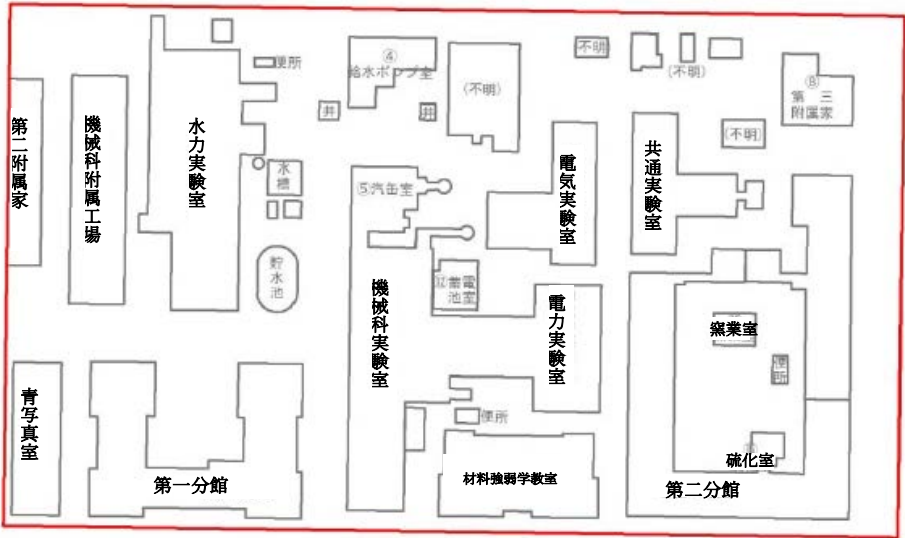 便所
④
給水ポンプ室
(不明)
不明
(不明)
⑧
第三
附属家
第二附属家
機械科附属工場
水力実験室
井
井
電気実験室
共通実験室
(不明)
水槽
⑤汽缶室
貯水池
⑫蓄電池室
機械科実験室
電力実験室
窯業室
便所
青写真室
便所
第一分館
材料強弱学教室
硫化室
第二分館